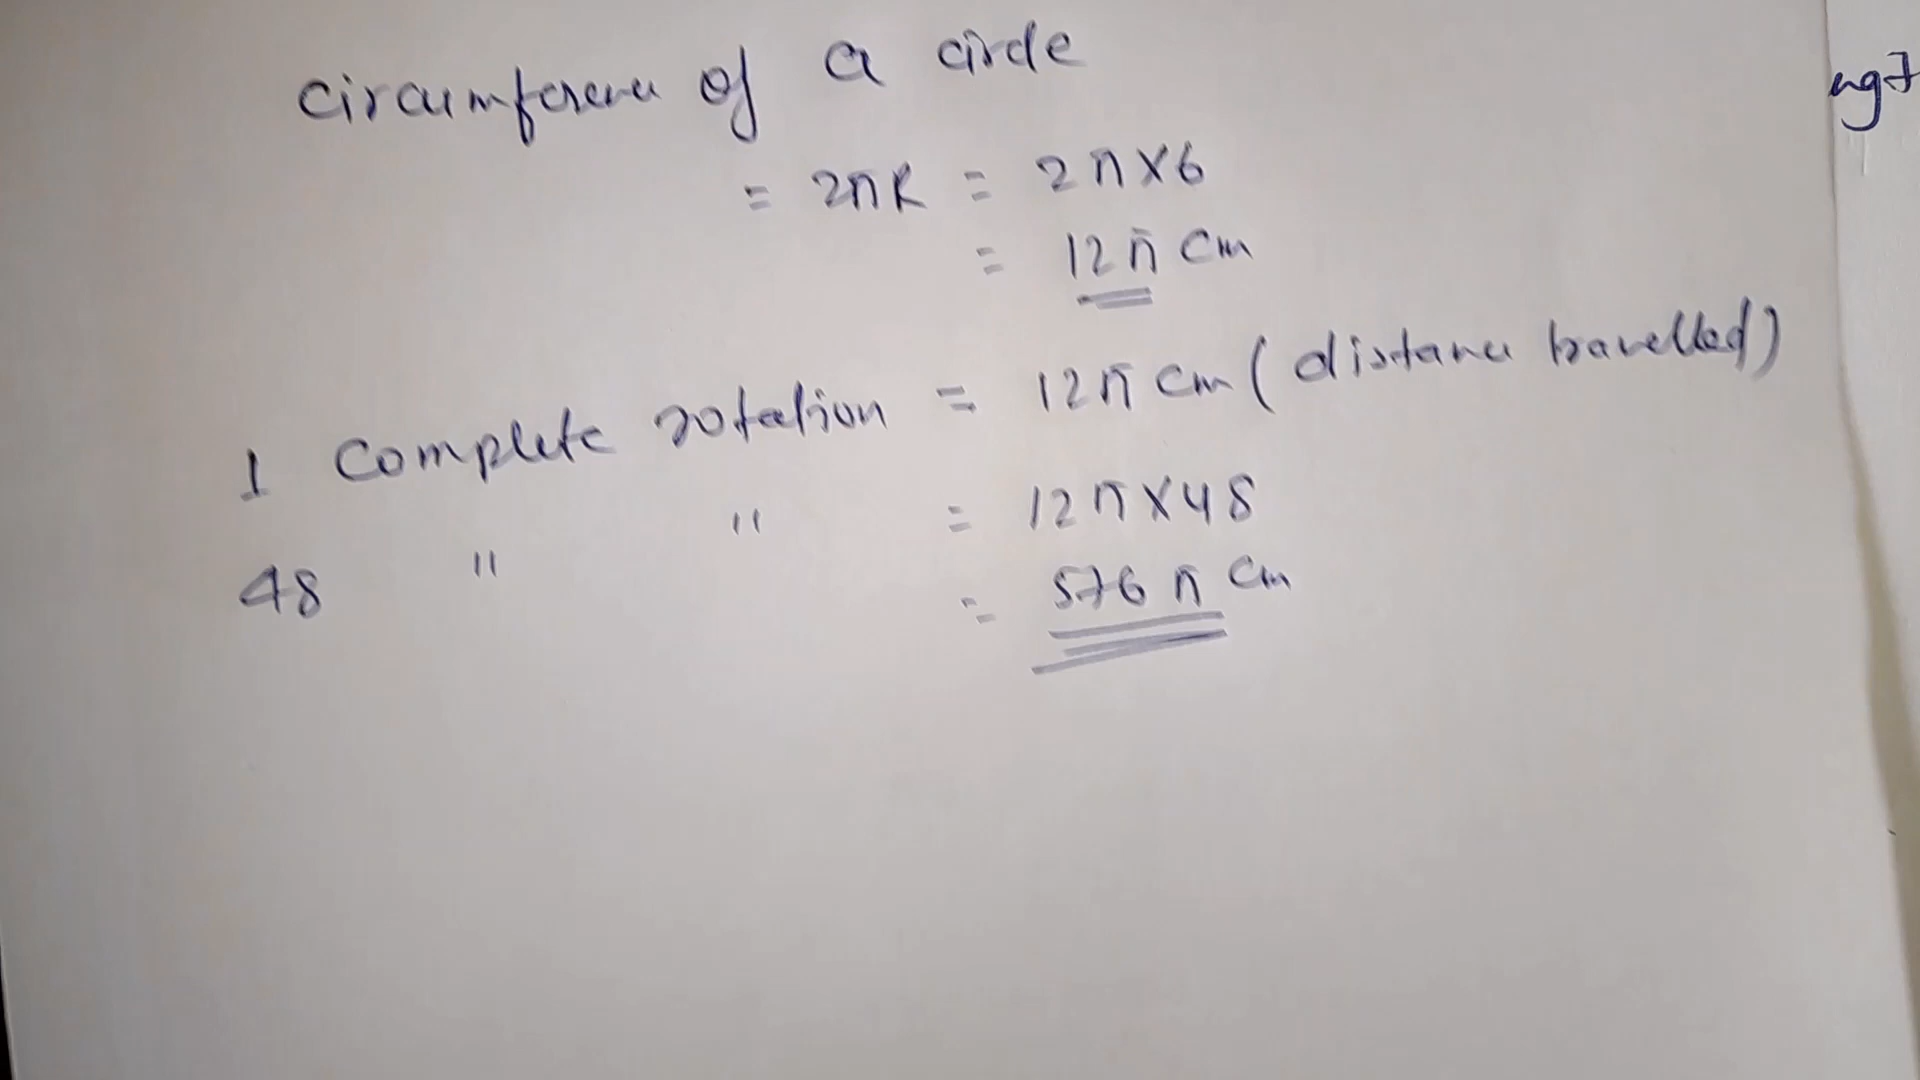 circumference of a circle
= 2πR = 2π×6
= 12π cm
1 complete rotation = 12π cm (distance travelled)
48 " " = 12π×48
= 576 π cm